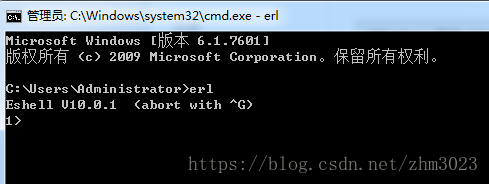 管理员: C:\Windows\system32\cmd.exe - erl
Microsoft Windows [版本 6.1.7601]
版权所有 (c) 2009 Microsoft Corporation。保留所有权利。
C:\Users\Administrator>erl
Eshell V10.0.1  (abort with ^G)
1>
https://blog.csdn.net/zhm3023